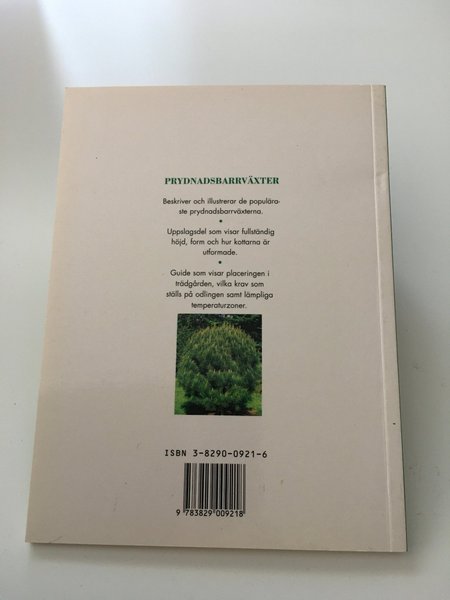 PRYDNADSBARRVÄXTER
Beskriver och illustrerar de populära-
ste prydnadsbarrväxterna.
•
Uppslagsdel som visar fullständig
höjd, form och hur kottarna är
utformade.
•
Guide som visar placeringen i
trädgården, vilka krav som
ställs på odlingen samt lämpliga
temperaturzoner.
ISBN 3-8290-0921-6
9 783829 009218